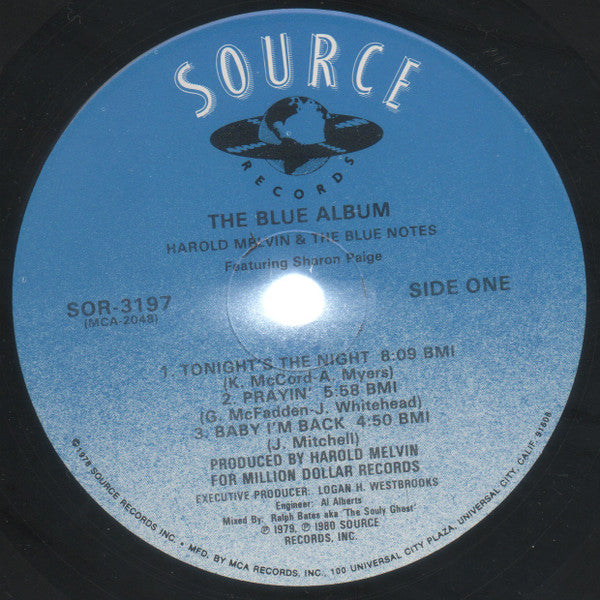 SOURCE
RECORDS
THE BLUE ALBUM
HAROLD MELVIN & THE BLUE NOTES
Featuring Sharon Paige
SOR-3197
(MCA-2048)
SIDE ONE
1. TONIGHT'S THE NIGHT 8:09 BMI
(K. McCord-A. Myers)
2. PRAYIN' 5:58 BMI
(G. McFadden-J. Whitehead)
3. BABY I'M BACK 4:50 BMI
(J. Mitchell)
PRODUCED BY HAROLD MELVIN
FOR MILLION DOLLAR RECORDS
EXECUTIVE PRODUCER: LOGAN H. WESTBROOKS
Engineer: Al Alberts
Mixed By: Ralph Bates aka 'The Souly Ghost'
℗ 1979, ℗ 1980 SOURCE
RECORDS, INC.
©1978 SOURCE RECORDS INC. • MFD. BY MCA RECORDS, INC., 100 UNIVERSAL CITY PLAZA, UNIVERSAL CITY, CALIF. 91608